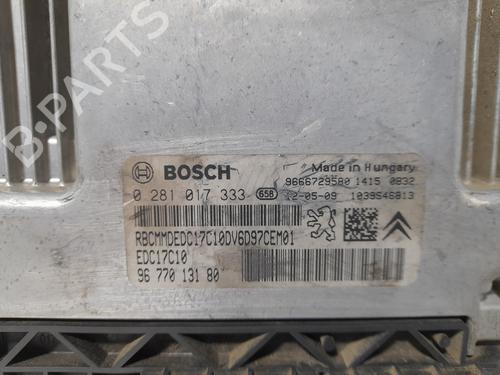 B-PARTS
BOSCH
Made in Hungary
9666729580 1415 0832
0 281 017 333 65B 12-05-09 1039S46813
RBCMMDEDC17C10DV6D97CEM01
EDC17C10
96 770 131 80